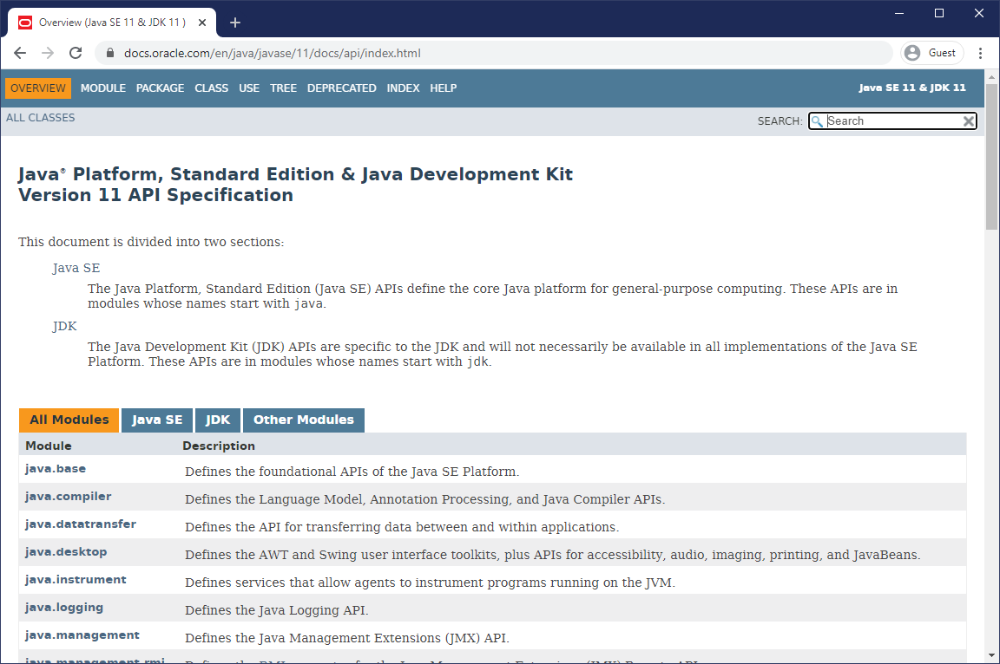 Overview (Java SE 11 & JDK 11 )
docs.oracle.com/en/java/javase/11/docs/api/index.html
Guest
OVERVIEW MODULE PACKAGE CLASS USE TREE DEPRECATED INDEX HELP
Java SE 11 & JDK 11
ALL CLASSES
SEARCH: Search
Java® Platform, Standard Edition & Java Development Kit
Version 11 API Specification
This document is divided into two sections:
Java SE
The Java Platform, Standard Edition (Java SE) APIs define the core Java platform for general-purpose computing. These APIs are in
modules whose names start with java.
JDK
The Java Development Kit (JDK) APIs are specific to the JDK and will not necessarily be available in all implementations of the Java SE
Platform. These APIs are in modules whose names start with jdk.
All Modules Java SE JDK Other Modules
Module Description
java.base Defines the foundational APIs of the Java SE Platform.
java.compiler Defines the Language Model, Annotation Processing, and Java Compiler APIs.
java.datatransfer Defines the API for transferring data between and within applications.
java.desktop Defines the AWT and Swing user interface toolkits, plus APIs for accessibility, audio, imaging, printing, and JavaBeans.
java.instrument Defines services that allow agents to instrument programs running on the JVM.
java.logging Defines the Java Logging API.
java.management Defines the Java Management Extensions (JMX) API.
java.management.rmi